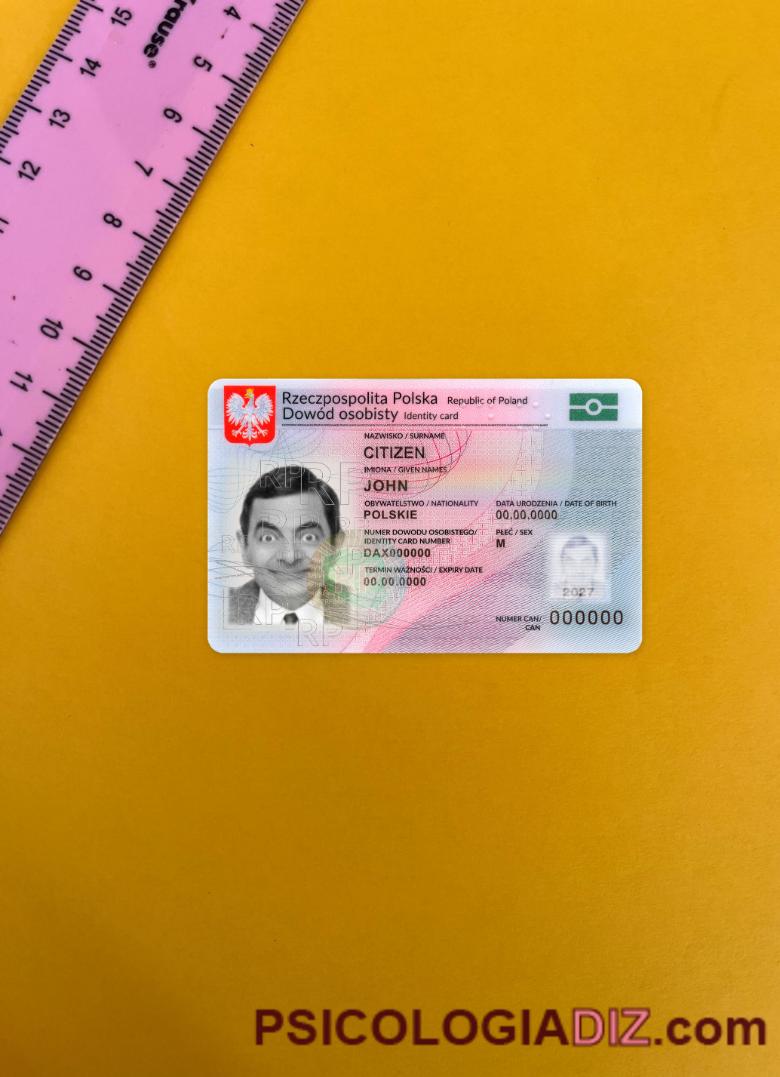 15
14
13
12
11
10
9
8
7
6
5
4
Rzeczpospolita Polska Republic of Poland
Dowód osobisty Identity card
NAZWISKO / SURNAME
CITIZEN
IMIONA / GIVEN NAMES
JOHN
OBYWATELSTWO / NATIONALITY DATA URODZENIA / DATE OF BIRTH
POLSKIE 00.00.0000
NUMER DOWODU OSOBISTEGO/ PŁEĆ / SEX
IDENTITY CARD NUMBER M
DAX000000
TERMIN WAŻNOŚCI / EXPIRY DATE
00.00.0000
2027
NUMER CAN/ 000000
CAN
RP
PSICOLOGIADIZ.com